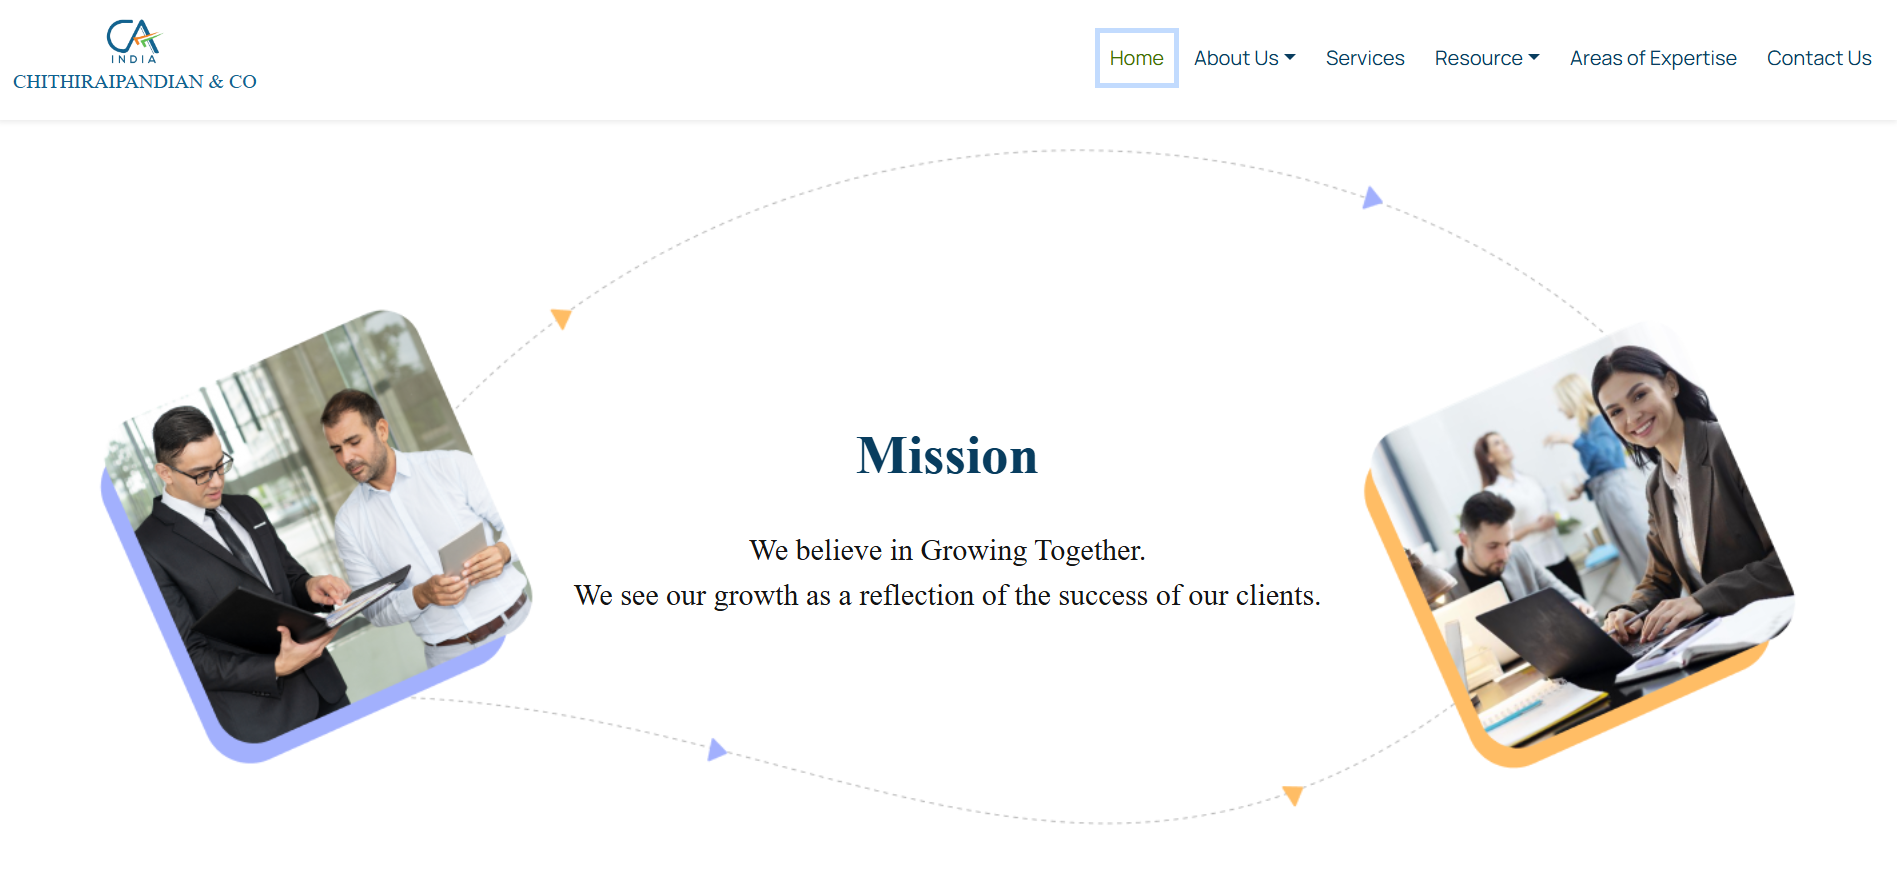 CA
INDIA
CHITHIRAIPANDIAN & CO
Home
About Us
Services
Resource
Areas of Expertise
Contact Us
Mission
We believe in Growing Together.
We see our growth as a reflection of the success of our clients.